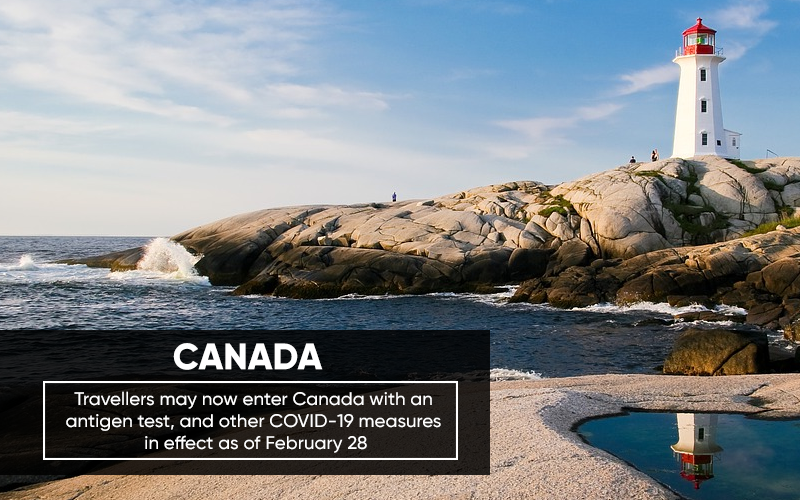 CANADA
Travellers may now enter Canada with an
antigen test, and other COVID-19 measures
in effect as of February 28